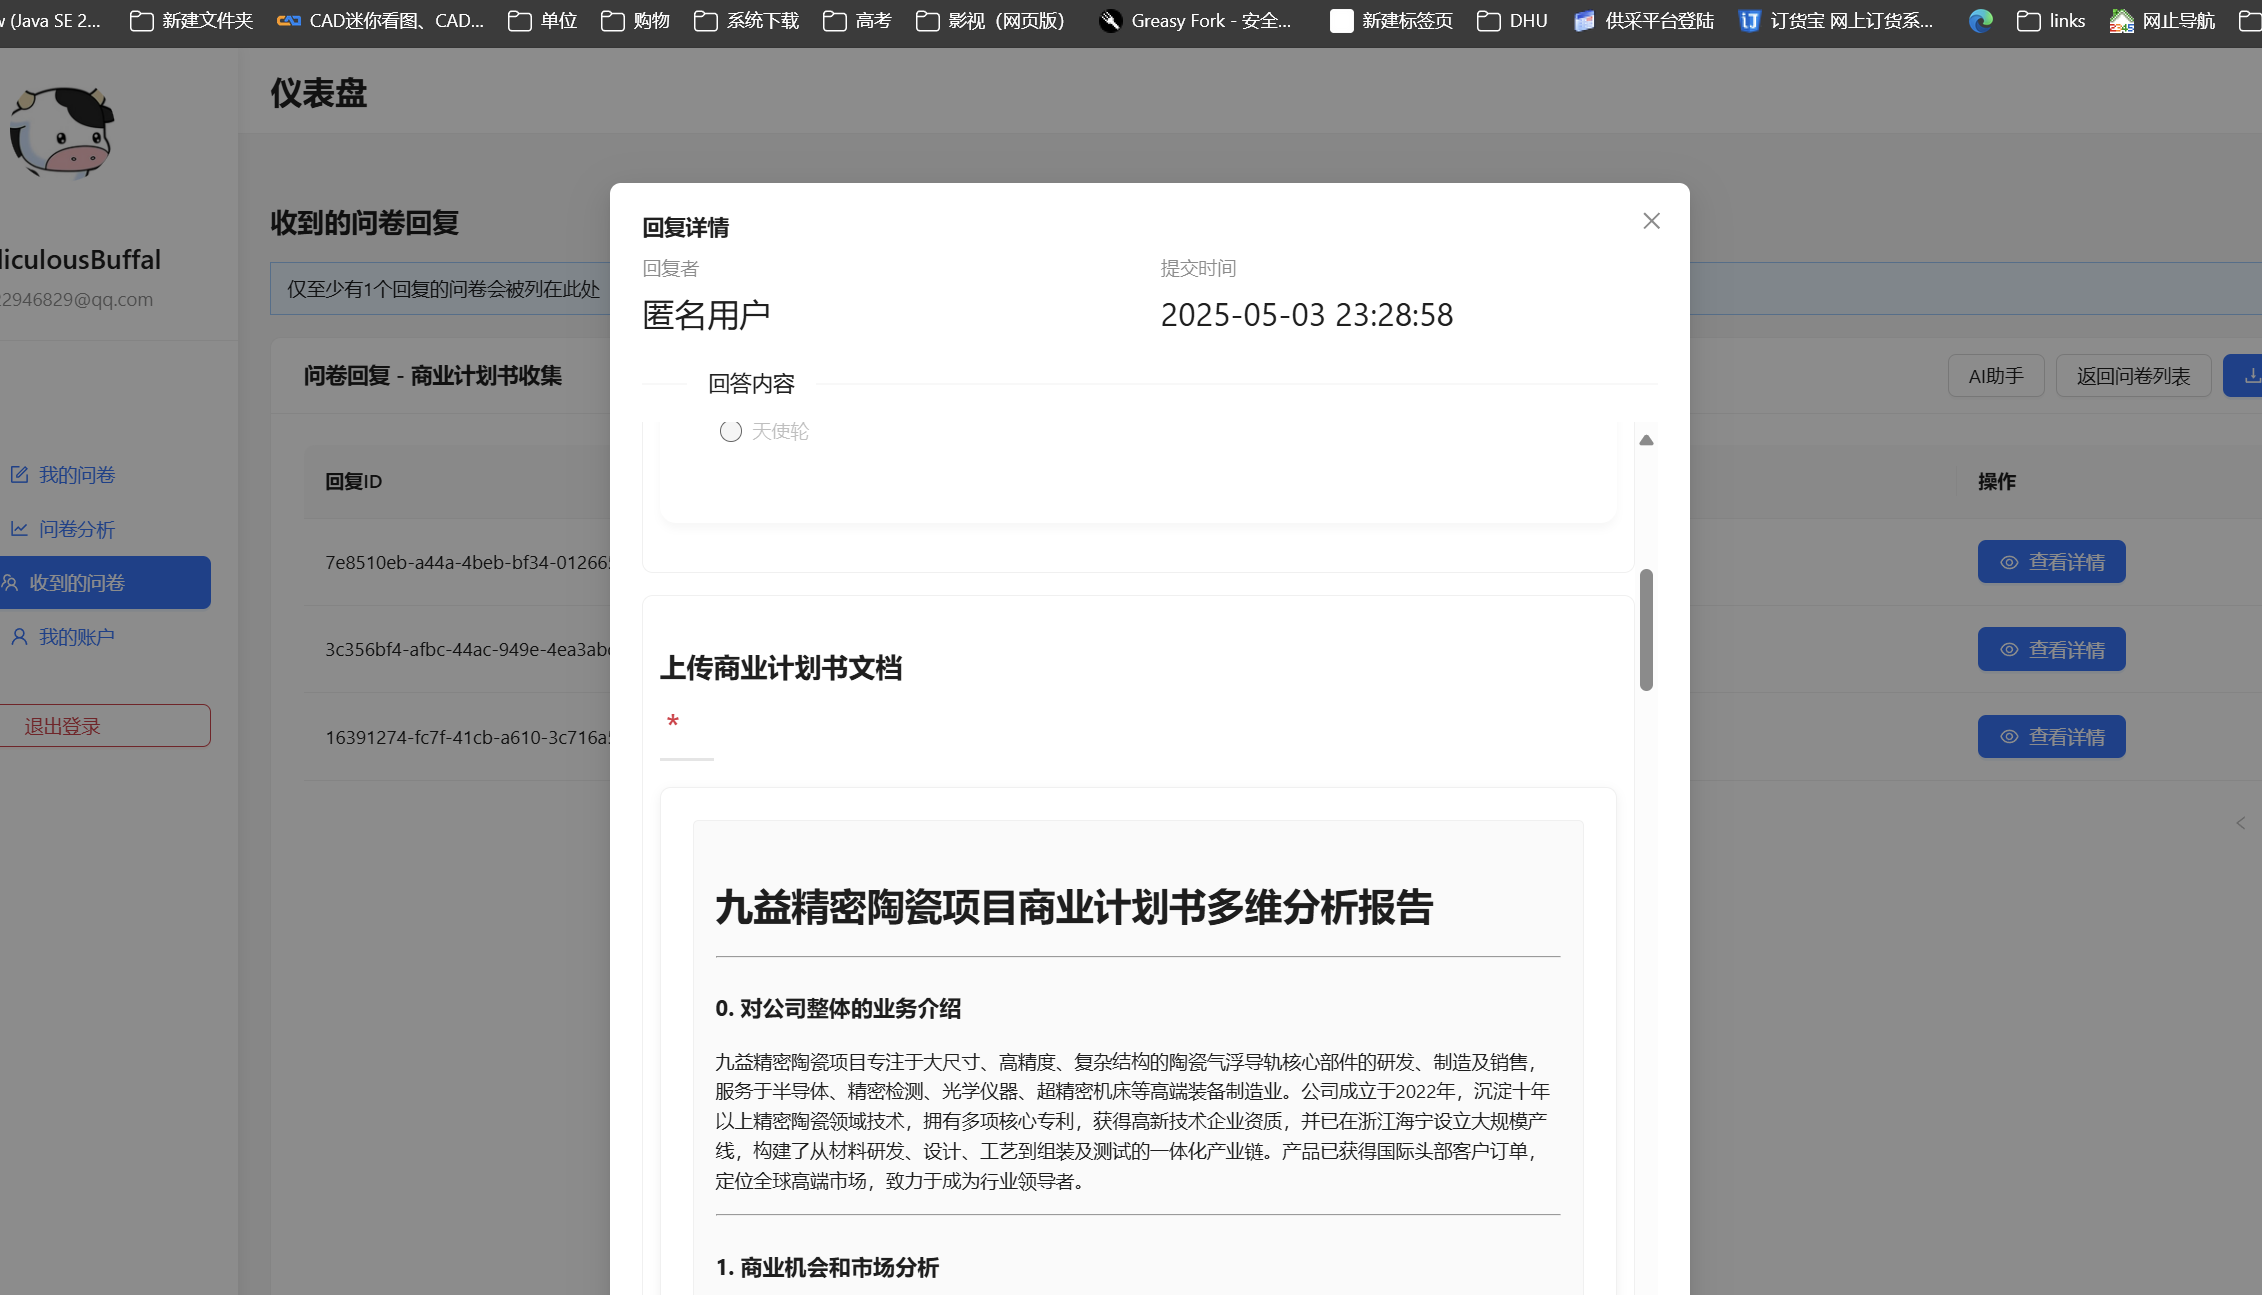 (Java SE 2...
新建文件夹
CAD迷你看图、CAD...
单位
购物
系统下载
高考
影视（网页版）
Greasy Fork - 安全...
新建标签页
DHU
供采平台登陆
订货宝 网上订货系...
links
网止导航
仪表盘
liculousBuffal
22946829@qq.com
我的问卷
问卷分析
收到的问卷
我的账户
退出登录
收到的问卷回复
仅至少有1个回复的问卷会被列在此处
问卷回复 - 商业计划书收集
AI助手
返回问卷列表
回复ID
操作
7e8510eb-a44a-4beb-bf34-01266
查看详情
3c356bf4-afbc-44ac-949e-4ea3ab
查看详情
16391274-fc7f-41cb-a610-3c716a
查看详情
回复详情
回复者
提交时间
匿名用户
2025-05-03 23:28:58
回答内容
天使轮
上传商业计划书文档
*
九益精密陶瓷项目商业计划书多维分析报告
0. 对公司整体的业务介绍
九益精密陶瓷项目专注于大尺寸、高精度、复杂结构的陶瓷气浮导轨核心部件的研发、制造及销售，
服务于半导体、精密检测、光学仪器、超精密机床等高端装备制造业。公司成立于2022年，沉淀十年
以上精密陶瓷领域技术，拥有多项核心专利，获得高新技术企业资质，并已在浙江海宁设立大规模产
线，构建了从材料研发、设计、工艺到组装及测试的一体化产业链。产品已获得国际头部客户订单，
定位全球高端市场，致力于成为行业领导者。
1. 商业机会和市场分析